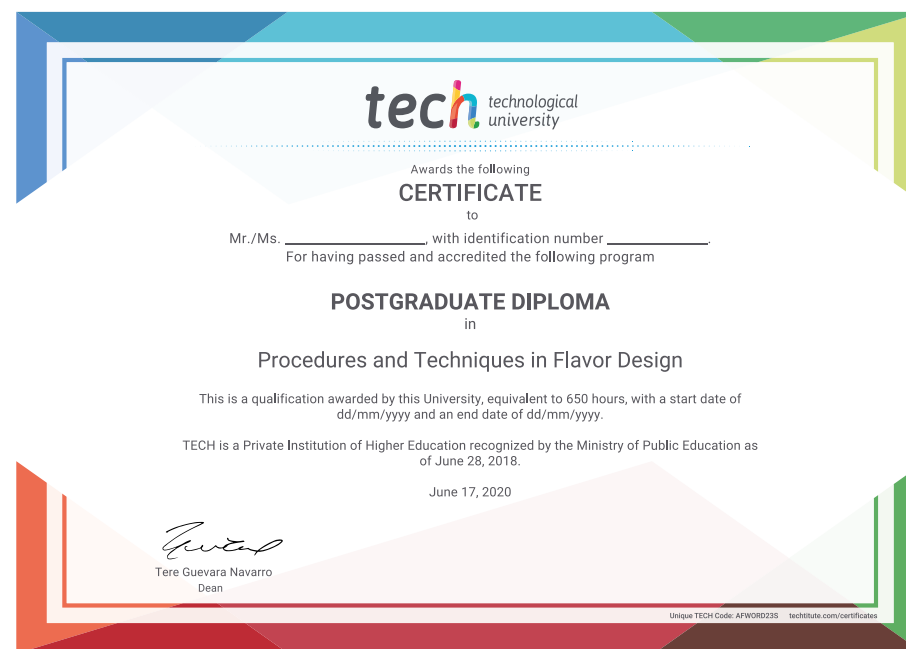 tech technological
university
Awards the following
CERTIFICATE
to
Mr./Ms. ____________________, with identification number ______________.
For having passed and accredited the following program
POSTGRADUATE DIPLOMA
in
Procedures and Techniques in Flavor Design
This is a qualification awarded by this University, equivalent to 650 hours, with a start date of
dd/mm/yyyy and an end date of dd/mm/yyyy.
TECH is a Private Institution of Higher Education recognized by the Ministry of Public Education as
of June 28, 2018.
June 17, 2020
Tere Guevara Navarro
Dean
Unique TECH Code: AFWORD23S techtitute.com/certificates